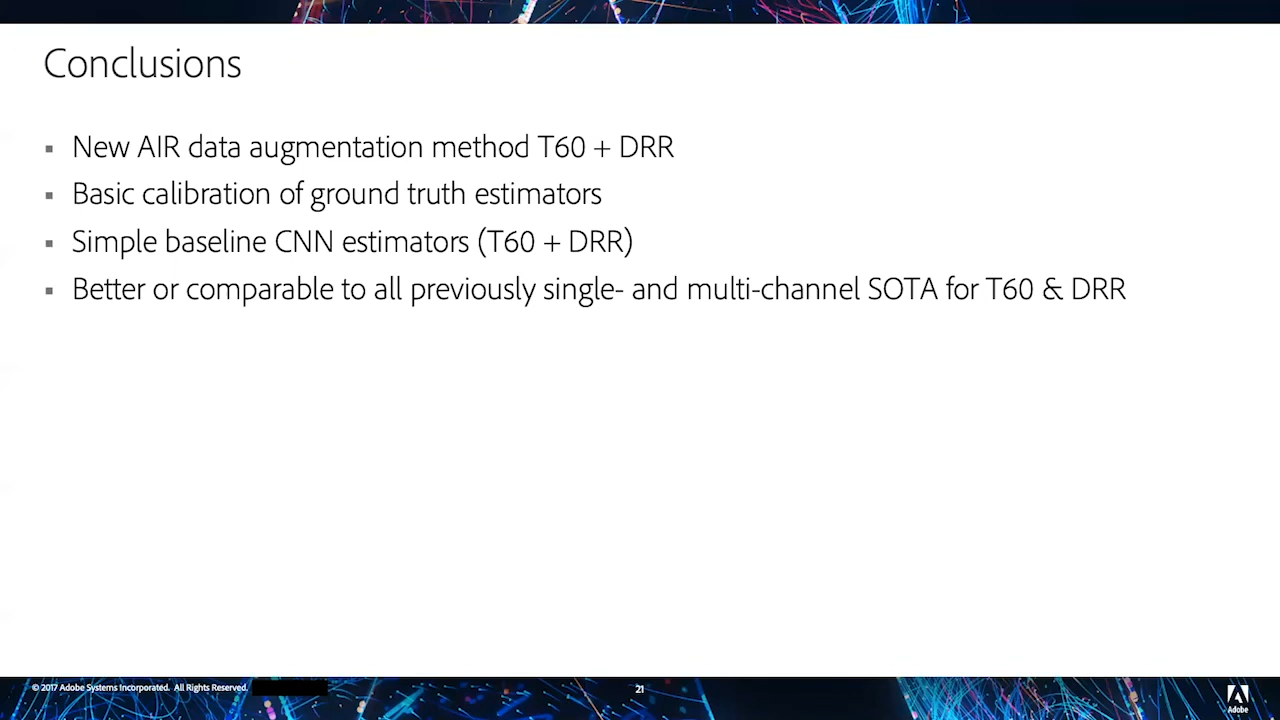 Conclusions
▪ New AIR data augmentation method T60 + DRR
▪ Basic calibration of ground truth estimators
▪ Simple baseline CNN estimators (T60 + DRR)
▪ Better or comparable to all previously single- and multi-channel SOTA for T60 & DRR
© 2017 Adobe Systems Incorporated. All Rights Reserved.
21
Adobe